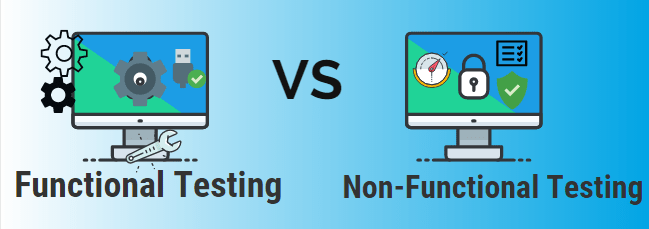 VS
Functional Testing
Non-Functional Testing